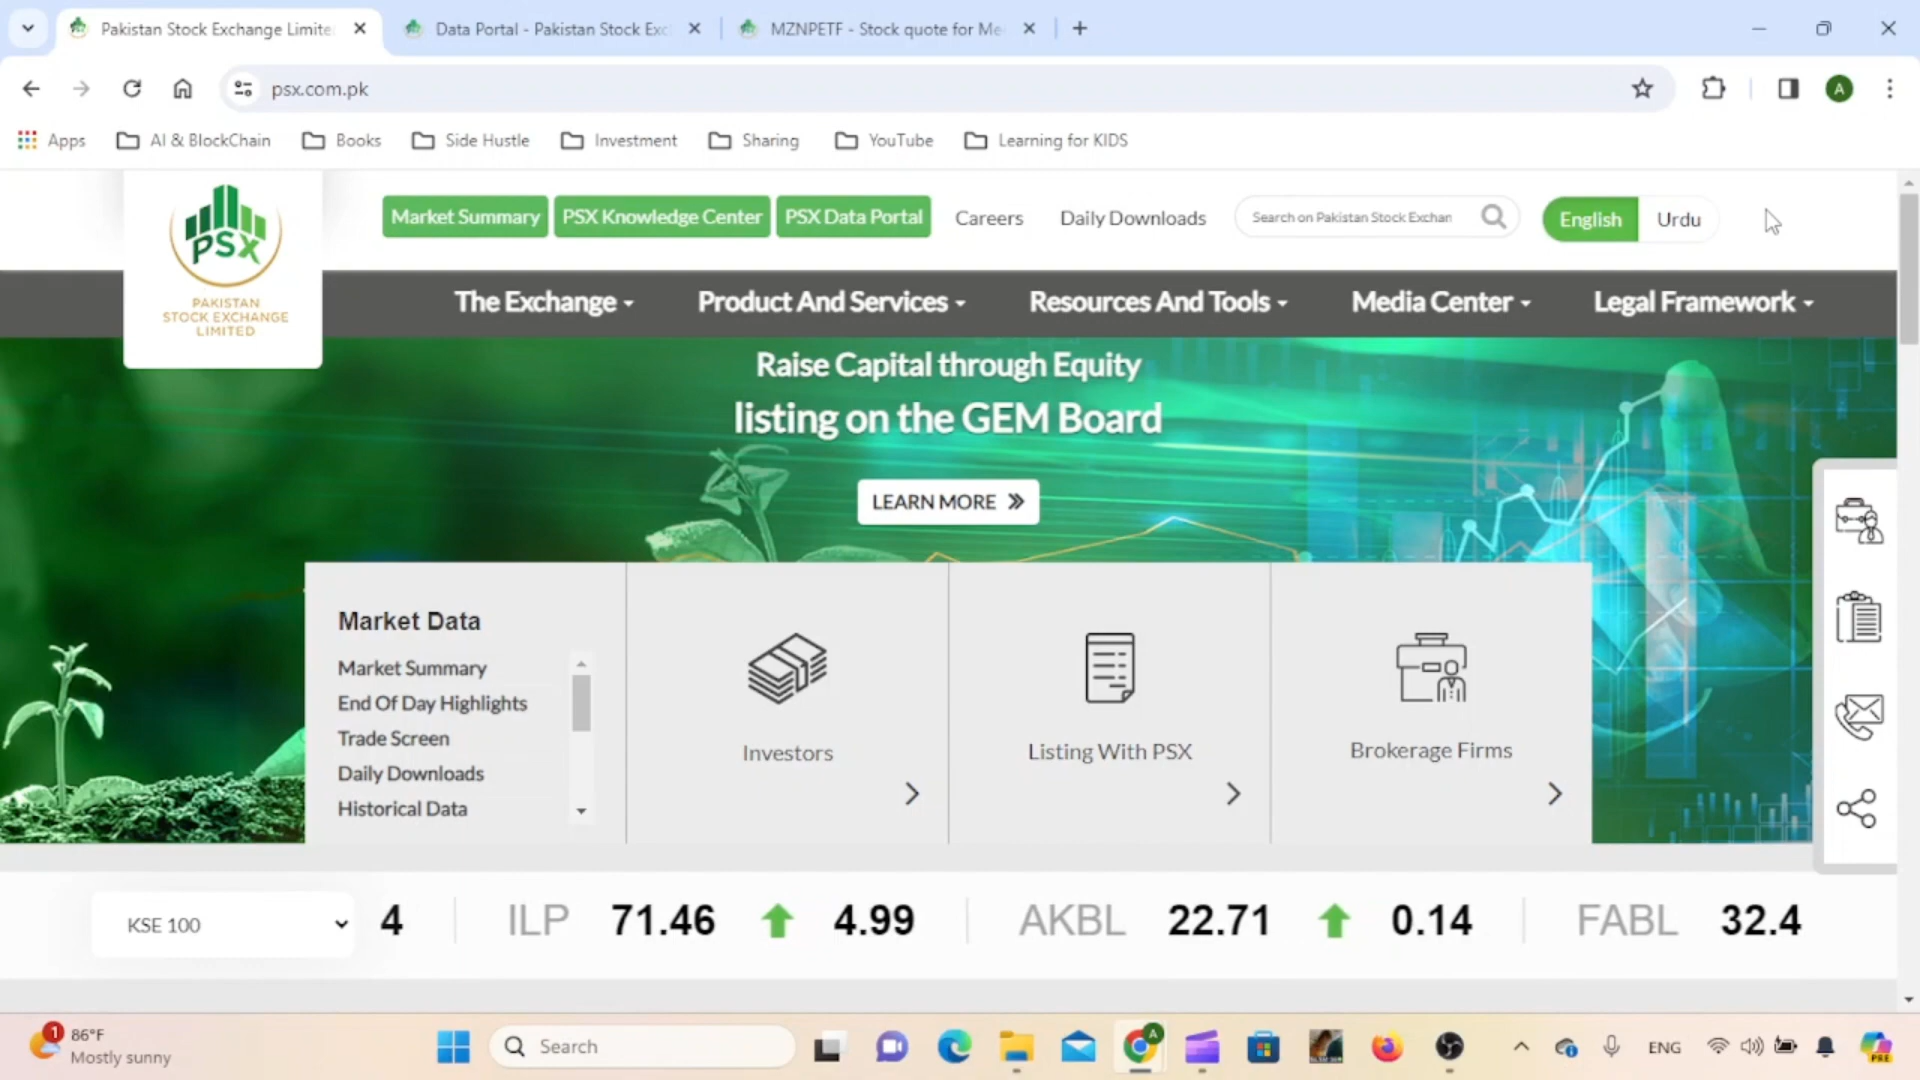 Pakistan Stock Exchange Limite
Data Portal - Pakistan Stock Exc
MZNPETF - Stock quote for Me
psx.com.pk
A
Apps
AI & BlockChain
Books
Side Hustle
Investment
Sharing
YouTube
Learning for KIDS
PSX
PAKISTAN
STOCK EXCHANGE
LIMITED
Market Summary
PSX Knowledge Center
PSX Data Portal
Careers
Daily Downloads
Search on Pakistan Stock Exchan
English
Urdu
The Exchange
Product And Services
Resources And Tools
Media Center
Legal Framework
Raise Capital through Equity
listing on the GEM Board
LEARN MORE
Market Data
Market Summary
End Of Day Highlights
Trade Screen
Daily Downloads
Historical Data
Investors
Listing With PSX
Brokerage Firms
KSE 100
4
ILP 71.46 4.99
AKBL 22.71 0.14
FABL 32.4
1
86°F
Mostly sunny
Search
A
ENG
PRE